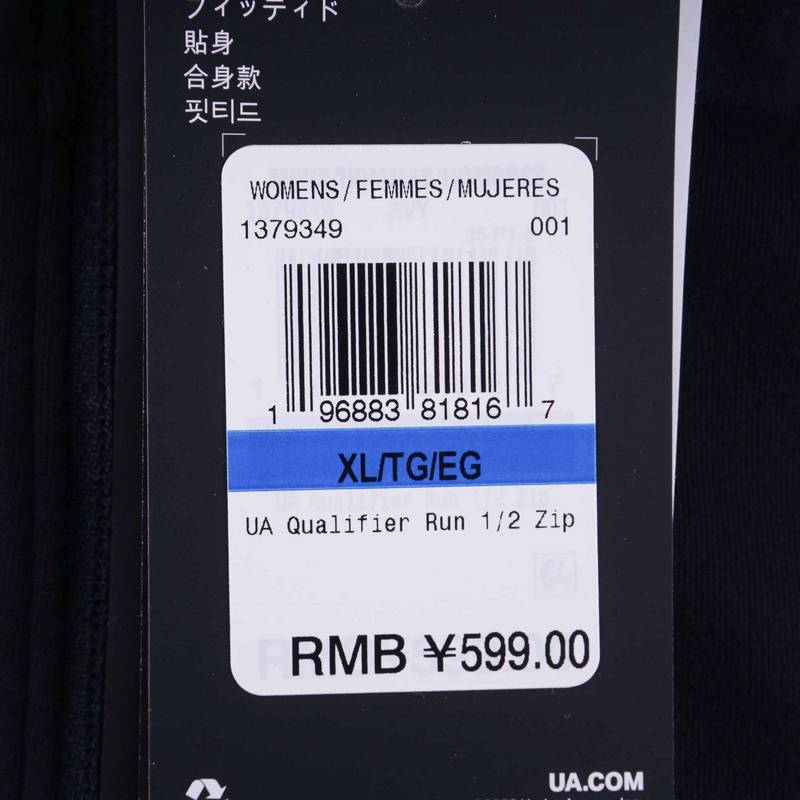 フィッティド
貼身
合身款
핏티드
WOMENS/FEMMES/MUJERES
1379349 001
1 96883 81816 7
XL/TG/EG
UA Qualifier Run 1/2 Zip
RMB ¥599.00
UA.COM